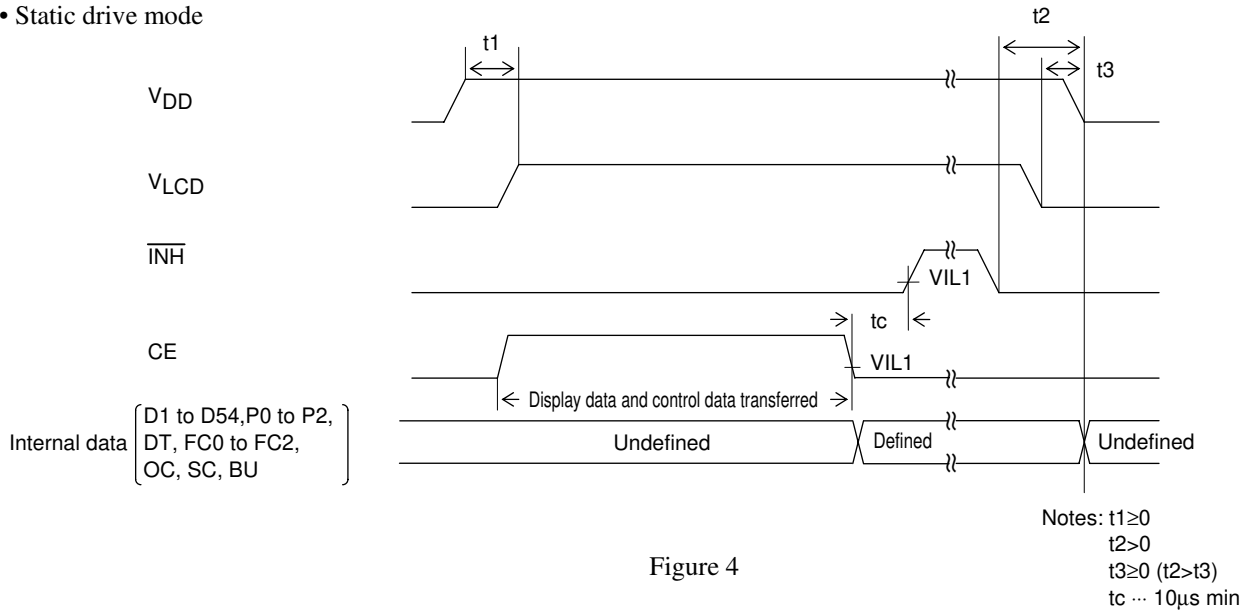 • Static drive mode
t2
t1
t3
VDD
VLCD
INH
VIL1
tc
CE
VIL1
Display data and control data transferred
Internal data
D1 to D54,P0 to P2,
DT, FC0 to FC2,
OC, SC, BU
Undefined
Defined
Undefined
Notes: t1≥0
t2>0
t3≥0 (t2>t3)
tc ··· 10μs min
Figure 4